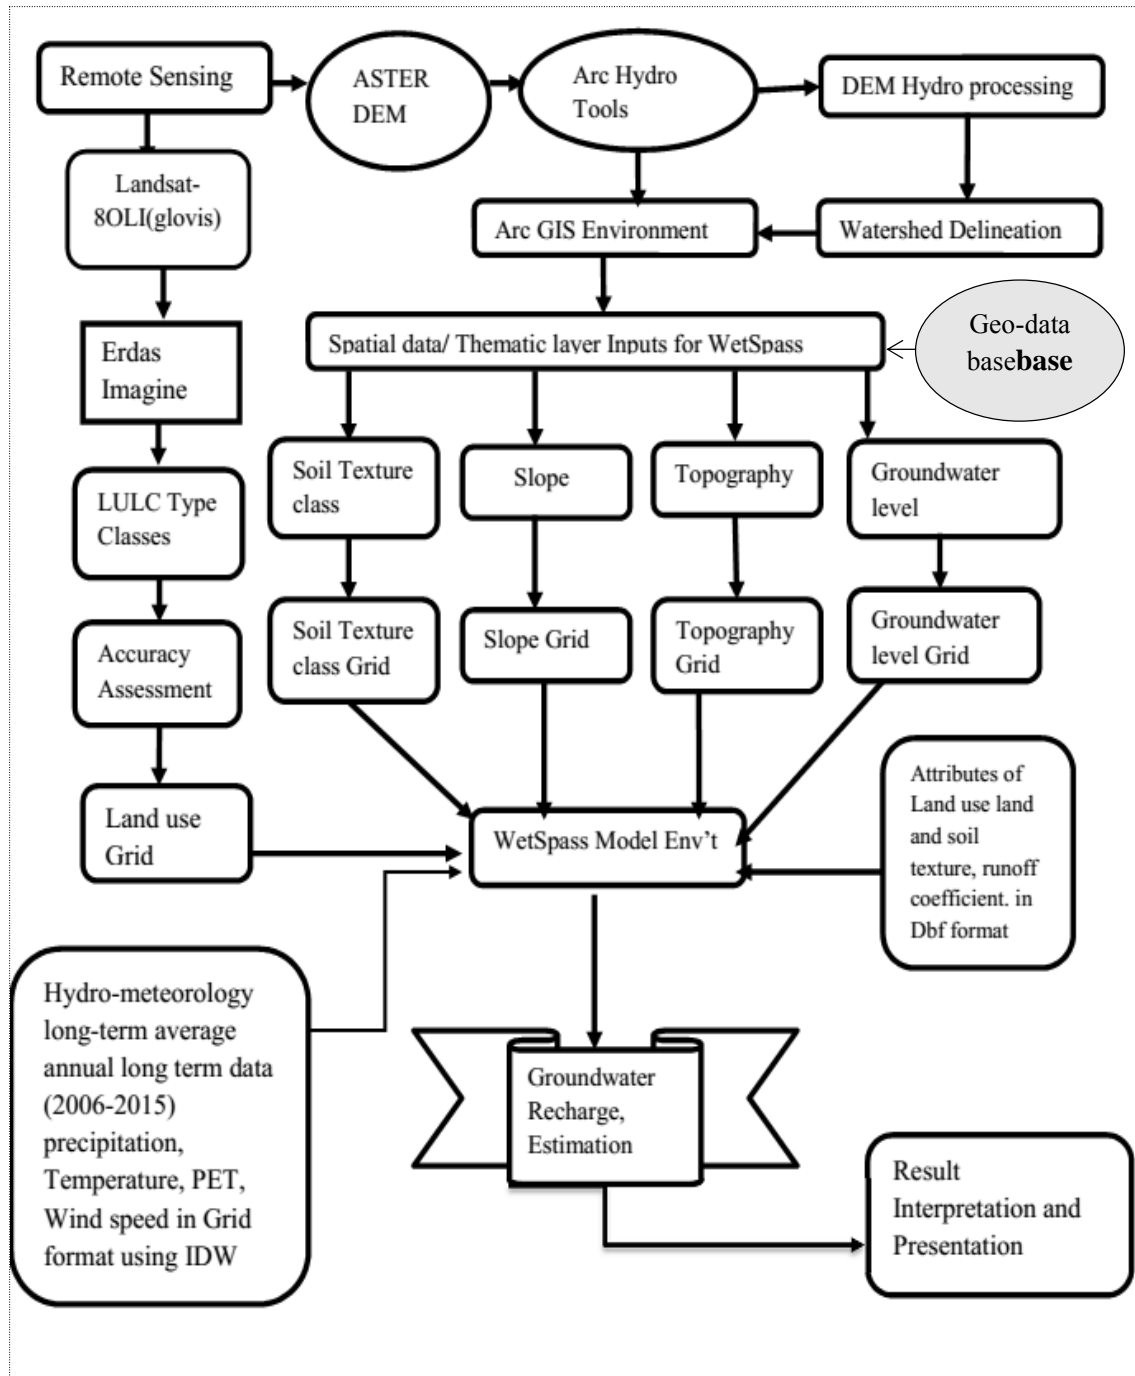 Remote Sensing
ASTER
DEM
Arc Hydro
Tools
DEM Hydro processing
Landsat-
8OLI(glovis)
Arc GIS Environment
Watershed Delineation
Erdas
Imagine
Spatial data/ Thematic layer Inputs for WetSpass
Geo-data
basebase
LULC Type
Classes
Soil Texture
class
Slope
Topography
Groundwater
level
Accuracy
Assessment
Soil Texture
class Grid
Slope Grid
Topography
Grid
Groundwater
level Grid
Land use
Grid
WetSpass Model Env't
Attributes of
Land use land
and soil
texture, runoff
coefficient. in
Dbf format
Hydro-meteorology
long-term average
annual long term data
(2006-2015)
precipitation,
Temperature, PET,
Wind speed in Grid
format using IDW
Groundwater
Recharge,
Estimation
Result
Interpretation and
Presentation